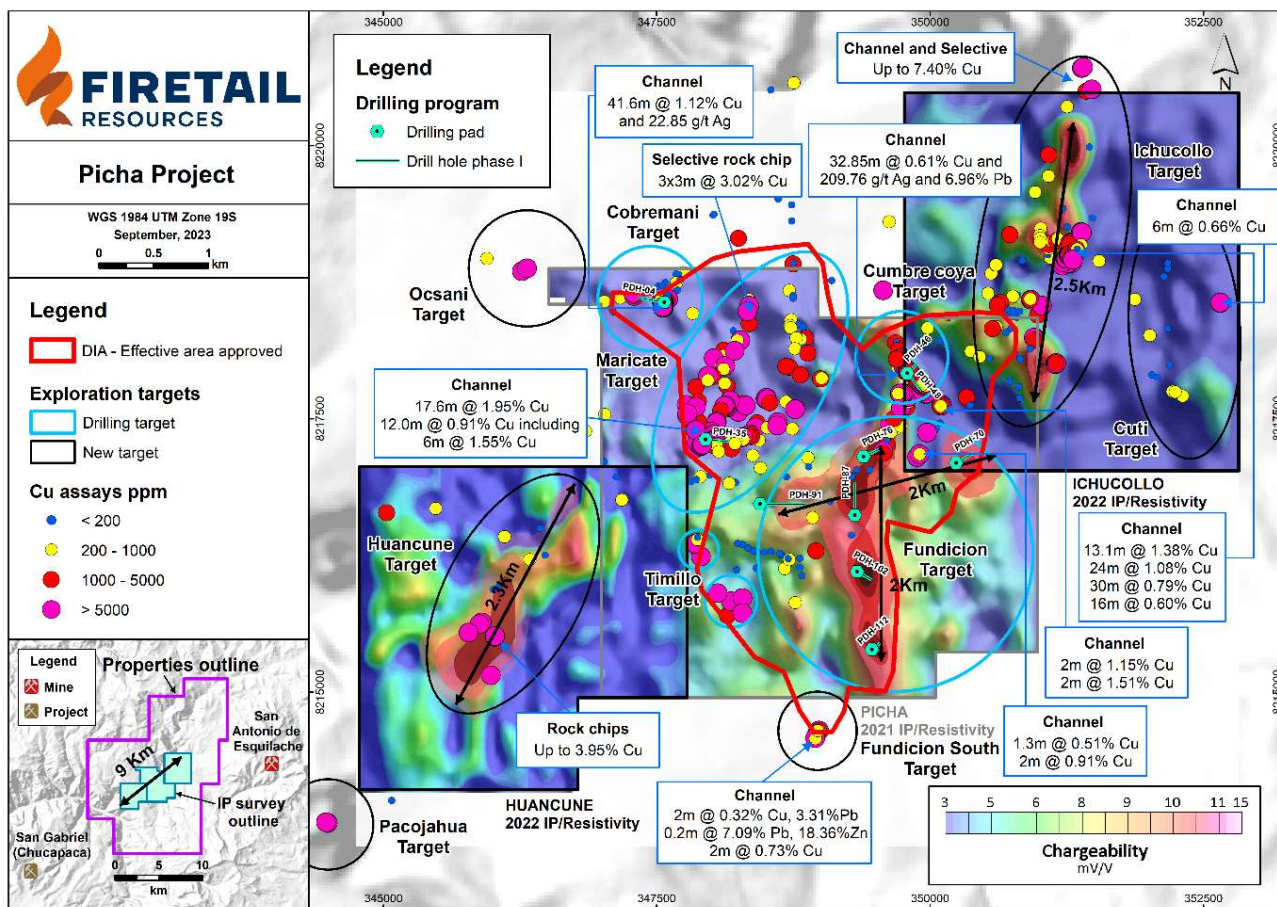 FIRETAIL
RESOURCES
Picha Project
WGS 1984 UTM Zone 19S
September, 2023
0 0.5 1
km
Legend
DIA - Effective area approved
Exploration targets
Drilling target
New target
Cu assays ppm
< 200
200 - 1000
1000 - 5000
> 5000
Legend
Mine
Project
Properties outline
San
Antonio de
Esquilache
9 Km
IP survey
outline
San Gabriel
(Chucapaca)
0 5 10
km
345000
347500
350000
352500
Legend
Drilling program
Drilling pad
Drill hole phase I
Channel
41.6m @ 1.12% Cu
and 22.85 g/t Ag
Selective rock chip
3x3m @ 3.02% Cu
Channel and Selective
Up to 7.40% Cu
N
8220000
8220000
Channel
32.85m @ 0.61% Cu and
209.76 g/t Ag and 6.96% Pb
Ichucollo
Target
Channel
6m @ 0.66% Cu
Cobremani
Target
Ocsani
Target
PDH-04
Cumbre coya
Target
2.5Km
Maricate
Target
PDH-46
PDH-48
Channel
17.6m @ 1.95% Cu
12.0m @ 0.91% Cu including
6m @ 1.55% Cu
8217500
8217500
PDH-35
PDH-76
PDH-70
Cuti
Target
PDH-91
PDH-87
2Km
ICHUCOLLO
2022 IP/Resistivity
Huancune
Target
2.3Km
Timillo
Target
Fundicion
Target
PDH-102
2Km
PDH-112
Channel
13.1m @ 1.38% Cu
24m @ 1.08% Cu
30m @ 0.79% Cu
16m @ 0.60% Cu
Channel
2m @ 1.15% Cu
2m @ 1.51% Cu
8215000
8215000
Rock chips
Up to 3.95% Cu
PICHA
2021 IP/Resistivity
Fundicion South
Target
Channel
1.3m @ 0.51% Cu
2m @ 0.91% Cu
HUANCUNE
2022 IP/Resistivity
Pacojahua
Target
Channel
2m @ 0.32% Cu, 3.31%Pb
0.2m @ 7.09% Pb, 18.36%Zn
2m @ 0.73% Cu
3 5 6 8 9 10 11 15
Chargeability
mV/V
345000
347500
350000
352500